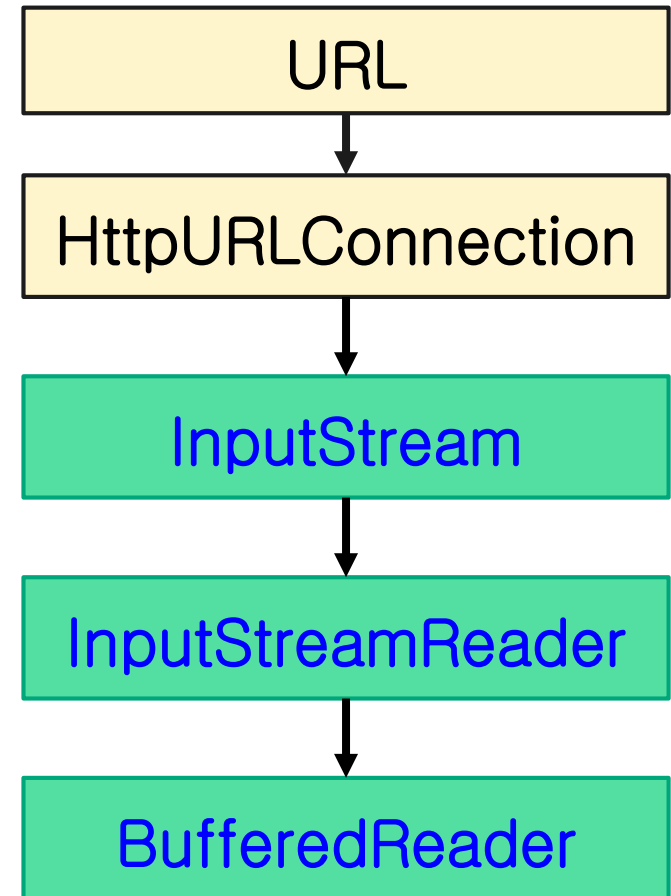 URL
HttpURLConnection
InputStream
InputStreamReader
BufferedReader